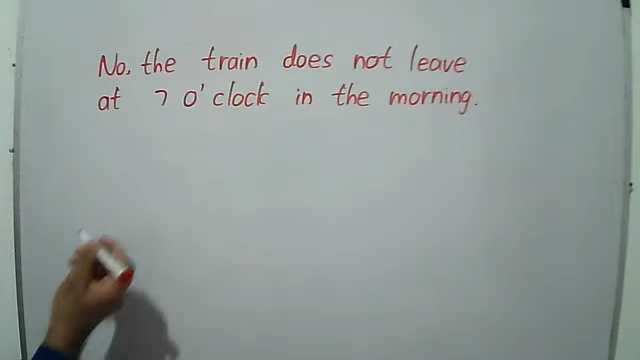 No, the train does not leave
at 7 o'clock in the morning.